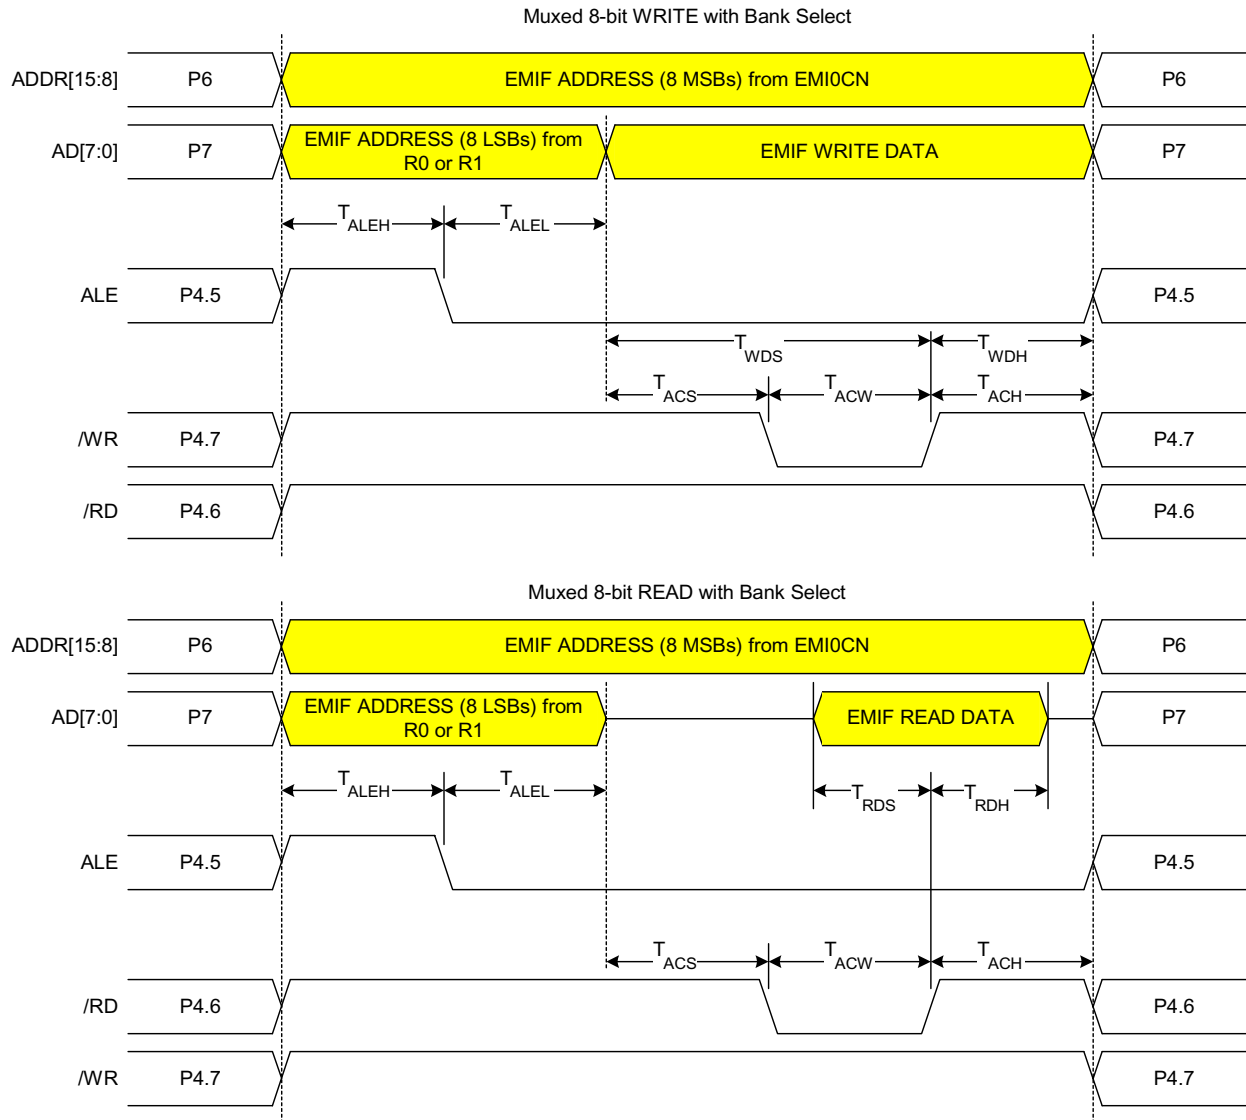 Muxed 8-bit WRITE with Bank Select
ADDR[15:8] P6 EMIF ADDRESS (8 MSBs) from EMI0CN P6
AD[7:0] P7 EMIF ADDRESS (8 LSBs) from R0 or R1 EMIF WRITE DATA P7
TALEH TALEL
ALE P4.5 P4.5
TWDS TWDH
TACS TACW TACH
/WR P4.7 P4.7
/RD P4.6 P4.6
Muxed 8-bit READ with Bank Select
ADDR[15:8] P6 EMIF ADDRESS (8 MSBs) from EMI0CN P6
AD[7:0] P7 EMIF ADDRESS (8 LSBs) from R0 or R1 EMIF READ DATA P7
TALEH TALEL TRDS TRDH
ALE P4.5 P4.5
TACS TACW TACH
/RD P4.6 P4.6
/WR P4.7 P4.7